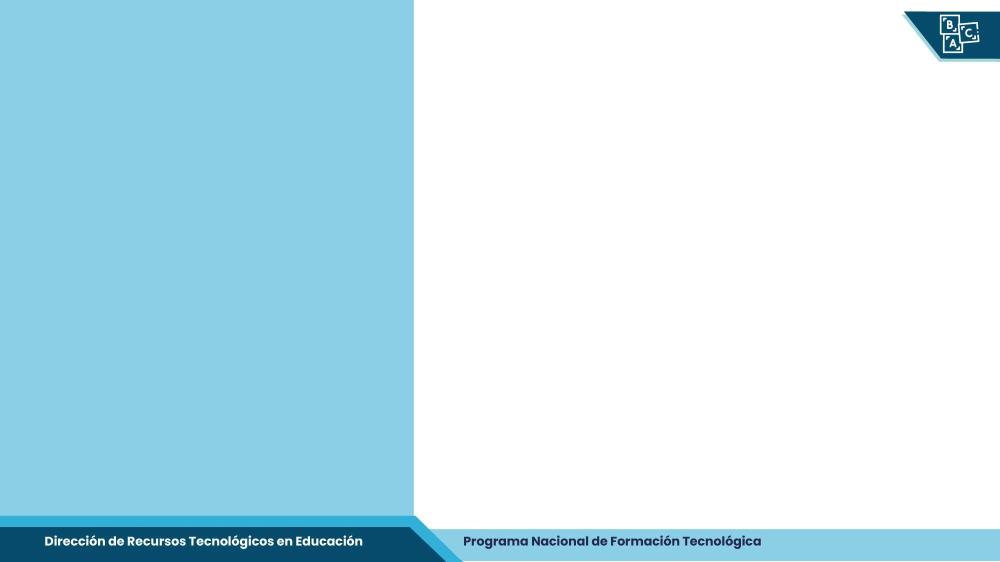 B
C
A
Dirección de Recursos Tecnológicos en Educación
Programa Nacional de Formación Tecnológica